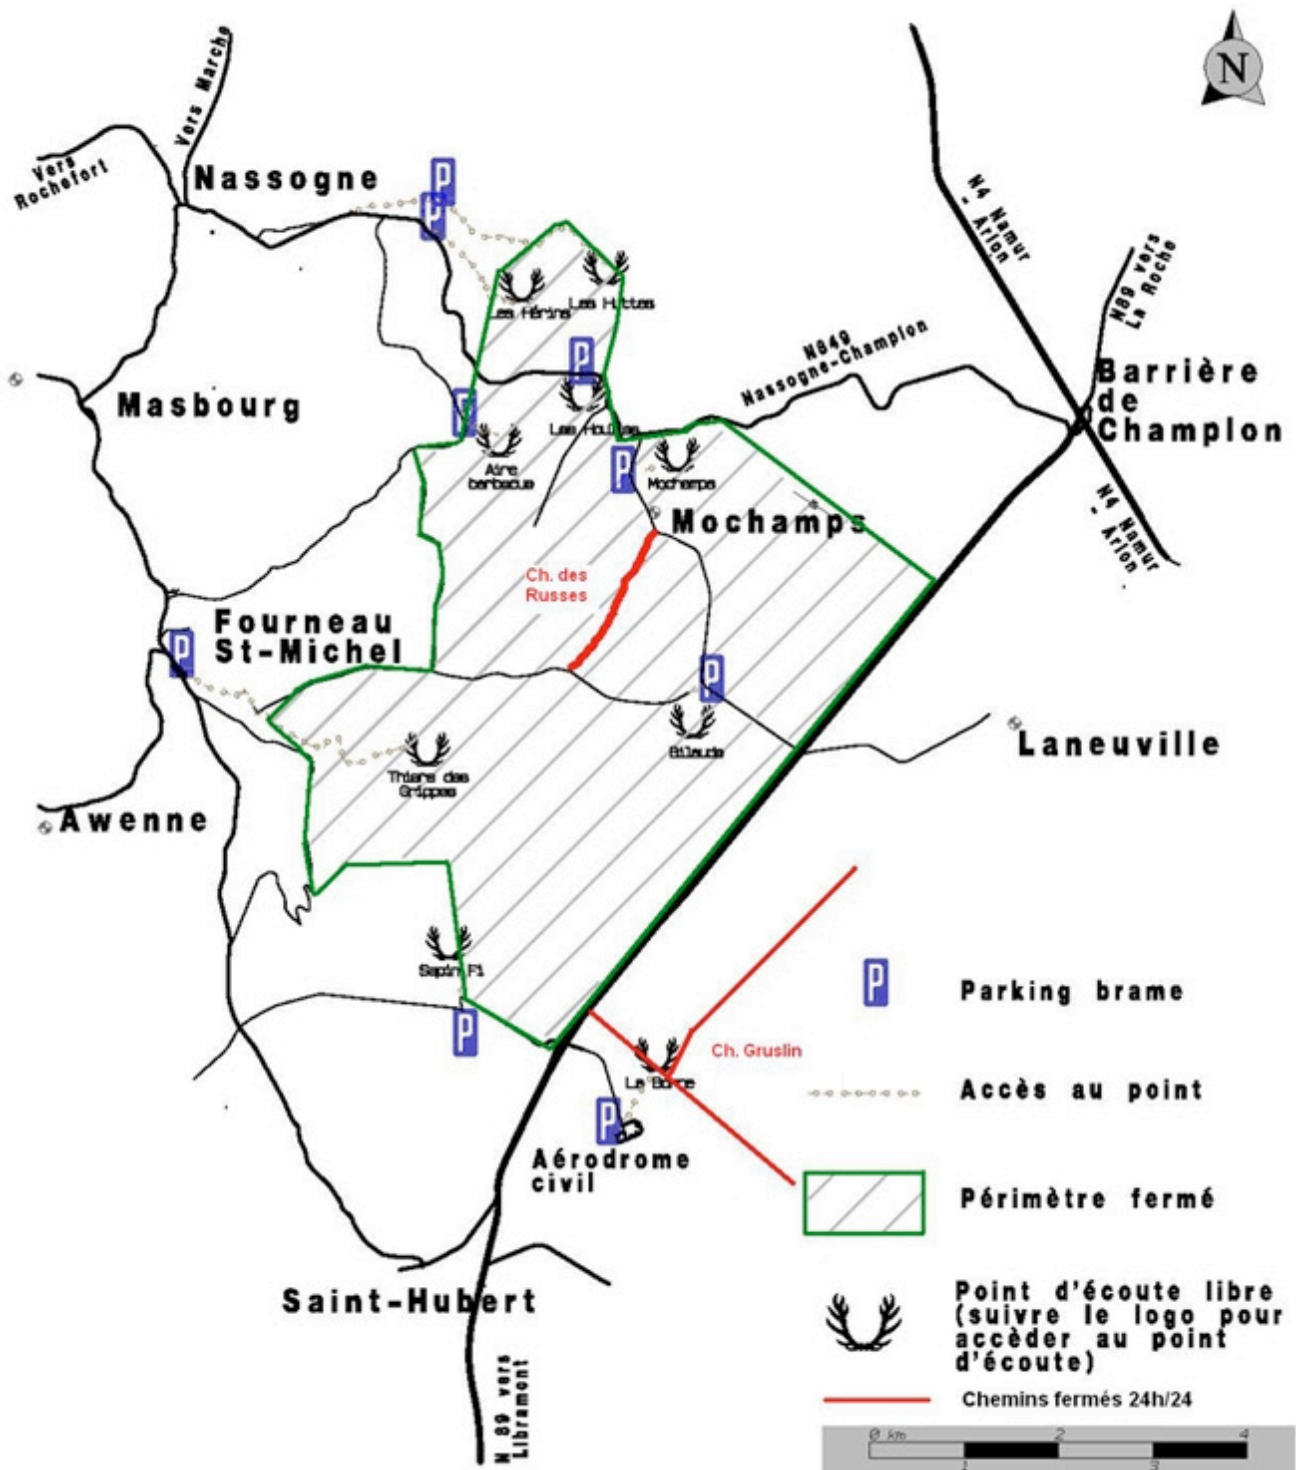 N
Vers Marche
Vers
Rochefort
Nassogne
P
P
N4 Namur
- Arlon
N89 vers
La Roche
Les Hérins
Les Huttes
N849
Nassogne-Champlon
Barrière
de
Champlon
P
Masbourg
P
Les Houilles
Aire
barbecue
P
Mochamps
N4 Namur
- Arlon
Mochamps
Ch. des
Russes
Fourneau
St-Michel
P
P
Bilaude
Laneuville
Thiers des
Grippes
Awenne
Sapin Fi
P
P
Parking brame
Ch. Gruslin
La Borne
Accès au point
P
Aérodrome
civil
Périmètre fermé
Saint-Hubert
Point d'écoute libre
(suivre le logo pour
accèder au point
d'écoute)
N 89 vers
Libramont
Chemins fermés 24h/24
0 km 2 4
1 3